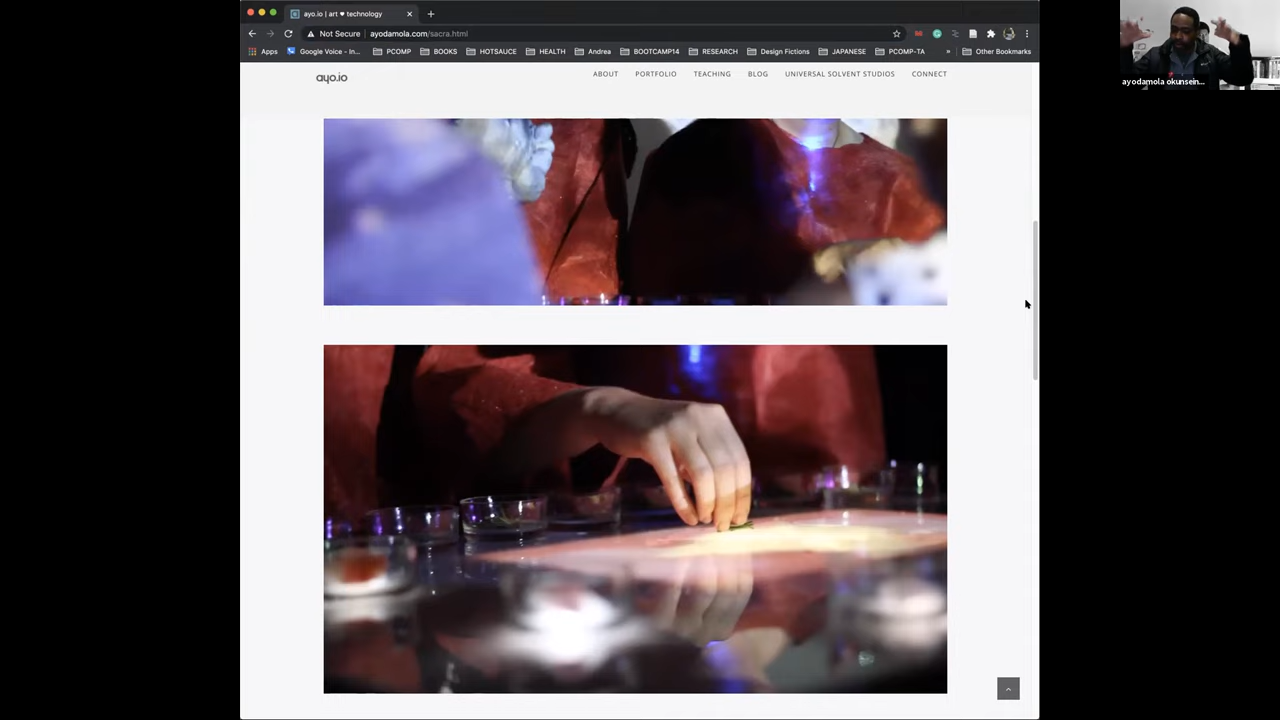 ayo.io | art ♥ technology
Not Secure | ayodamola.com/sacra.html
Apps Google Voice - In... PCOMP BOOKS HOTSAUCE HEALTH Andrea BOOTCAMP14 RESEARCH Design Fictions JAPANESE PCOMP-TA » Other Bookmarks
ayo.io
ABOUT PORTFOLIO TEACHING BLOG UNIVERSAL SOLVENT STUDIOS CONNECT
ayodamola okunsein...